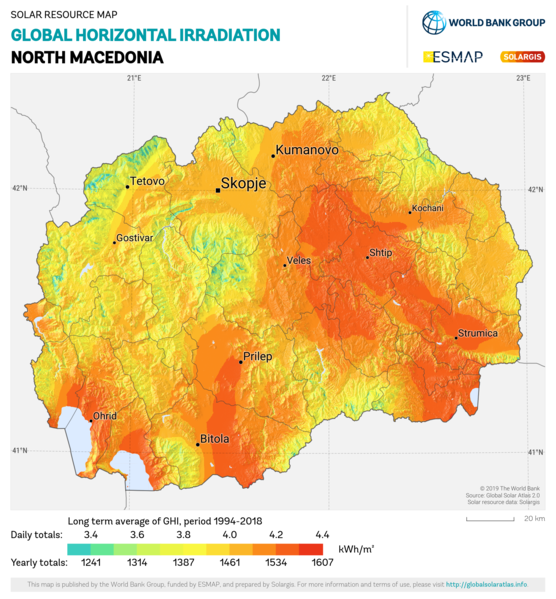 SOLAR RESOURCE MAP
GLOBAL HORIZONTAL IRRADIATION
NORTH MACEDONIA
WORLD BANK GROUP
ESMAP
SOLARGIS
21°E 22°E 23°E
Kumanovo
Tetovo
42°N
Skopje
42°N
Kochani
Gostivar
Shtip
Veles
Strumica
Prilep
Ohrid
Bitola
41°N
41°N
© 2019 The World Bank
Source: Global Solar Atlas 2.0
Solar resource data: Solargis
20 km
Long term average of GHI, period 1994-2018
Daily totals: 3.4 3.6 3.8 4.0 4.2 4.4
kWh/m²
Yearly totals: 1241 1314 1387 1461 1534 1607
This map is published by the World Bank Group, funded by ESMAP, and prepared by Solargis. For more information and terms of use, please visit http://globalsolaratlas.info